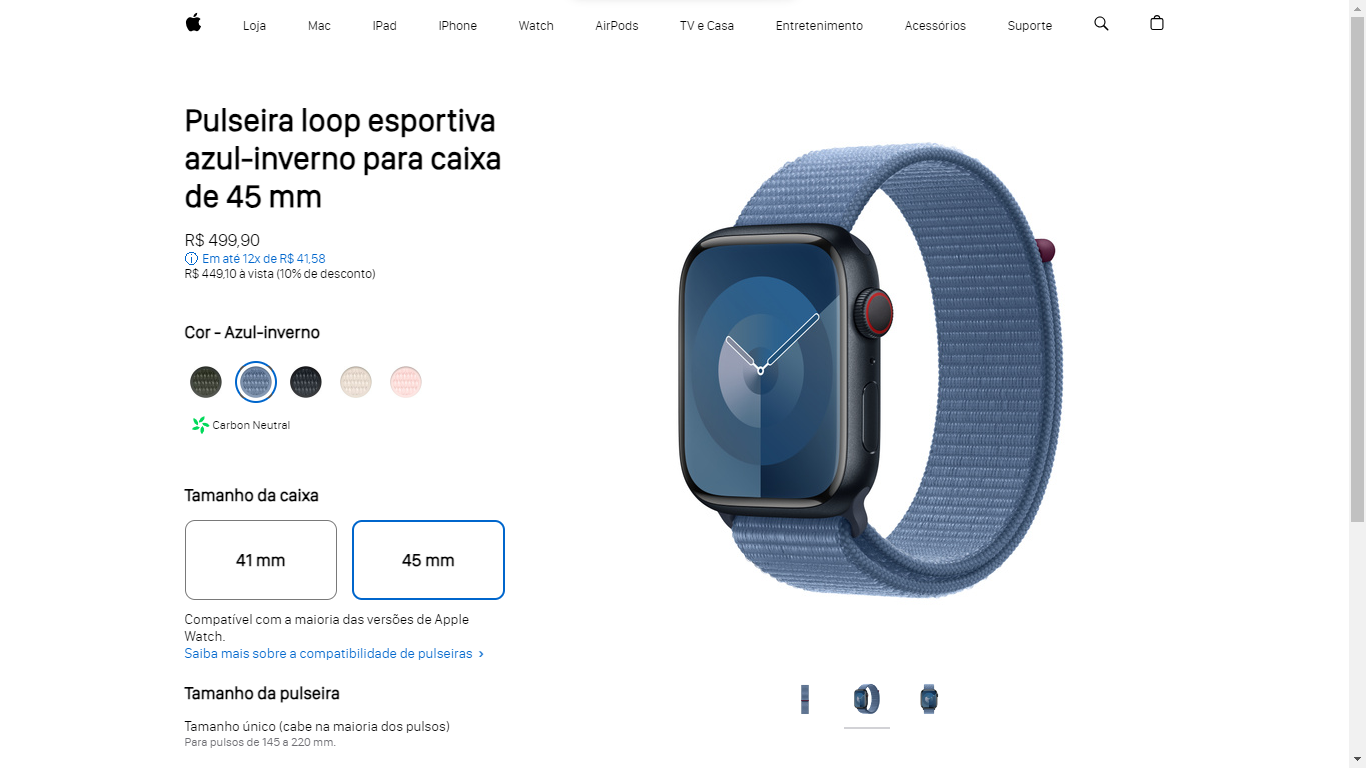 Loja Mac IPad IPhone Watch AirPods TV e Casa Entretenimento Acessórios Suporte
Pulseira loop esportiva
azul-inverno para caixa
de 45 mm
R$ 499,90
Em até 12x de R$ 41,58
R$ 449,10 à vista (10% de desconto)
Cor - Azul-inverno
Carbon Neutral
Tamanho da caixa
41 mm 45 mm
Compatível com a maioria das versões de Apple
Watch.
Saiba mais sobre a compatibilidade de pulseiras >
Tamanho da pulseira
Tamanho único (cabe na maioria dos pulsos)
Para pulsos de 145 a 220 mm.